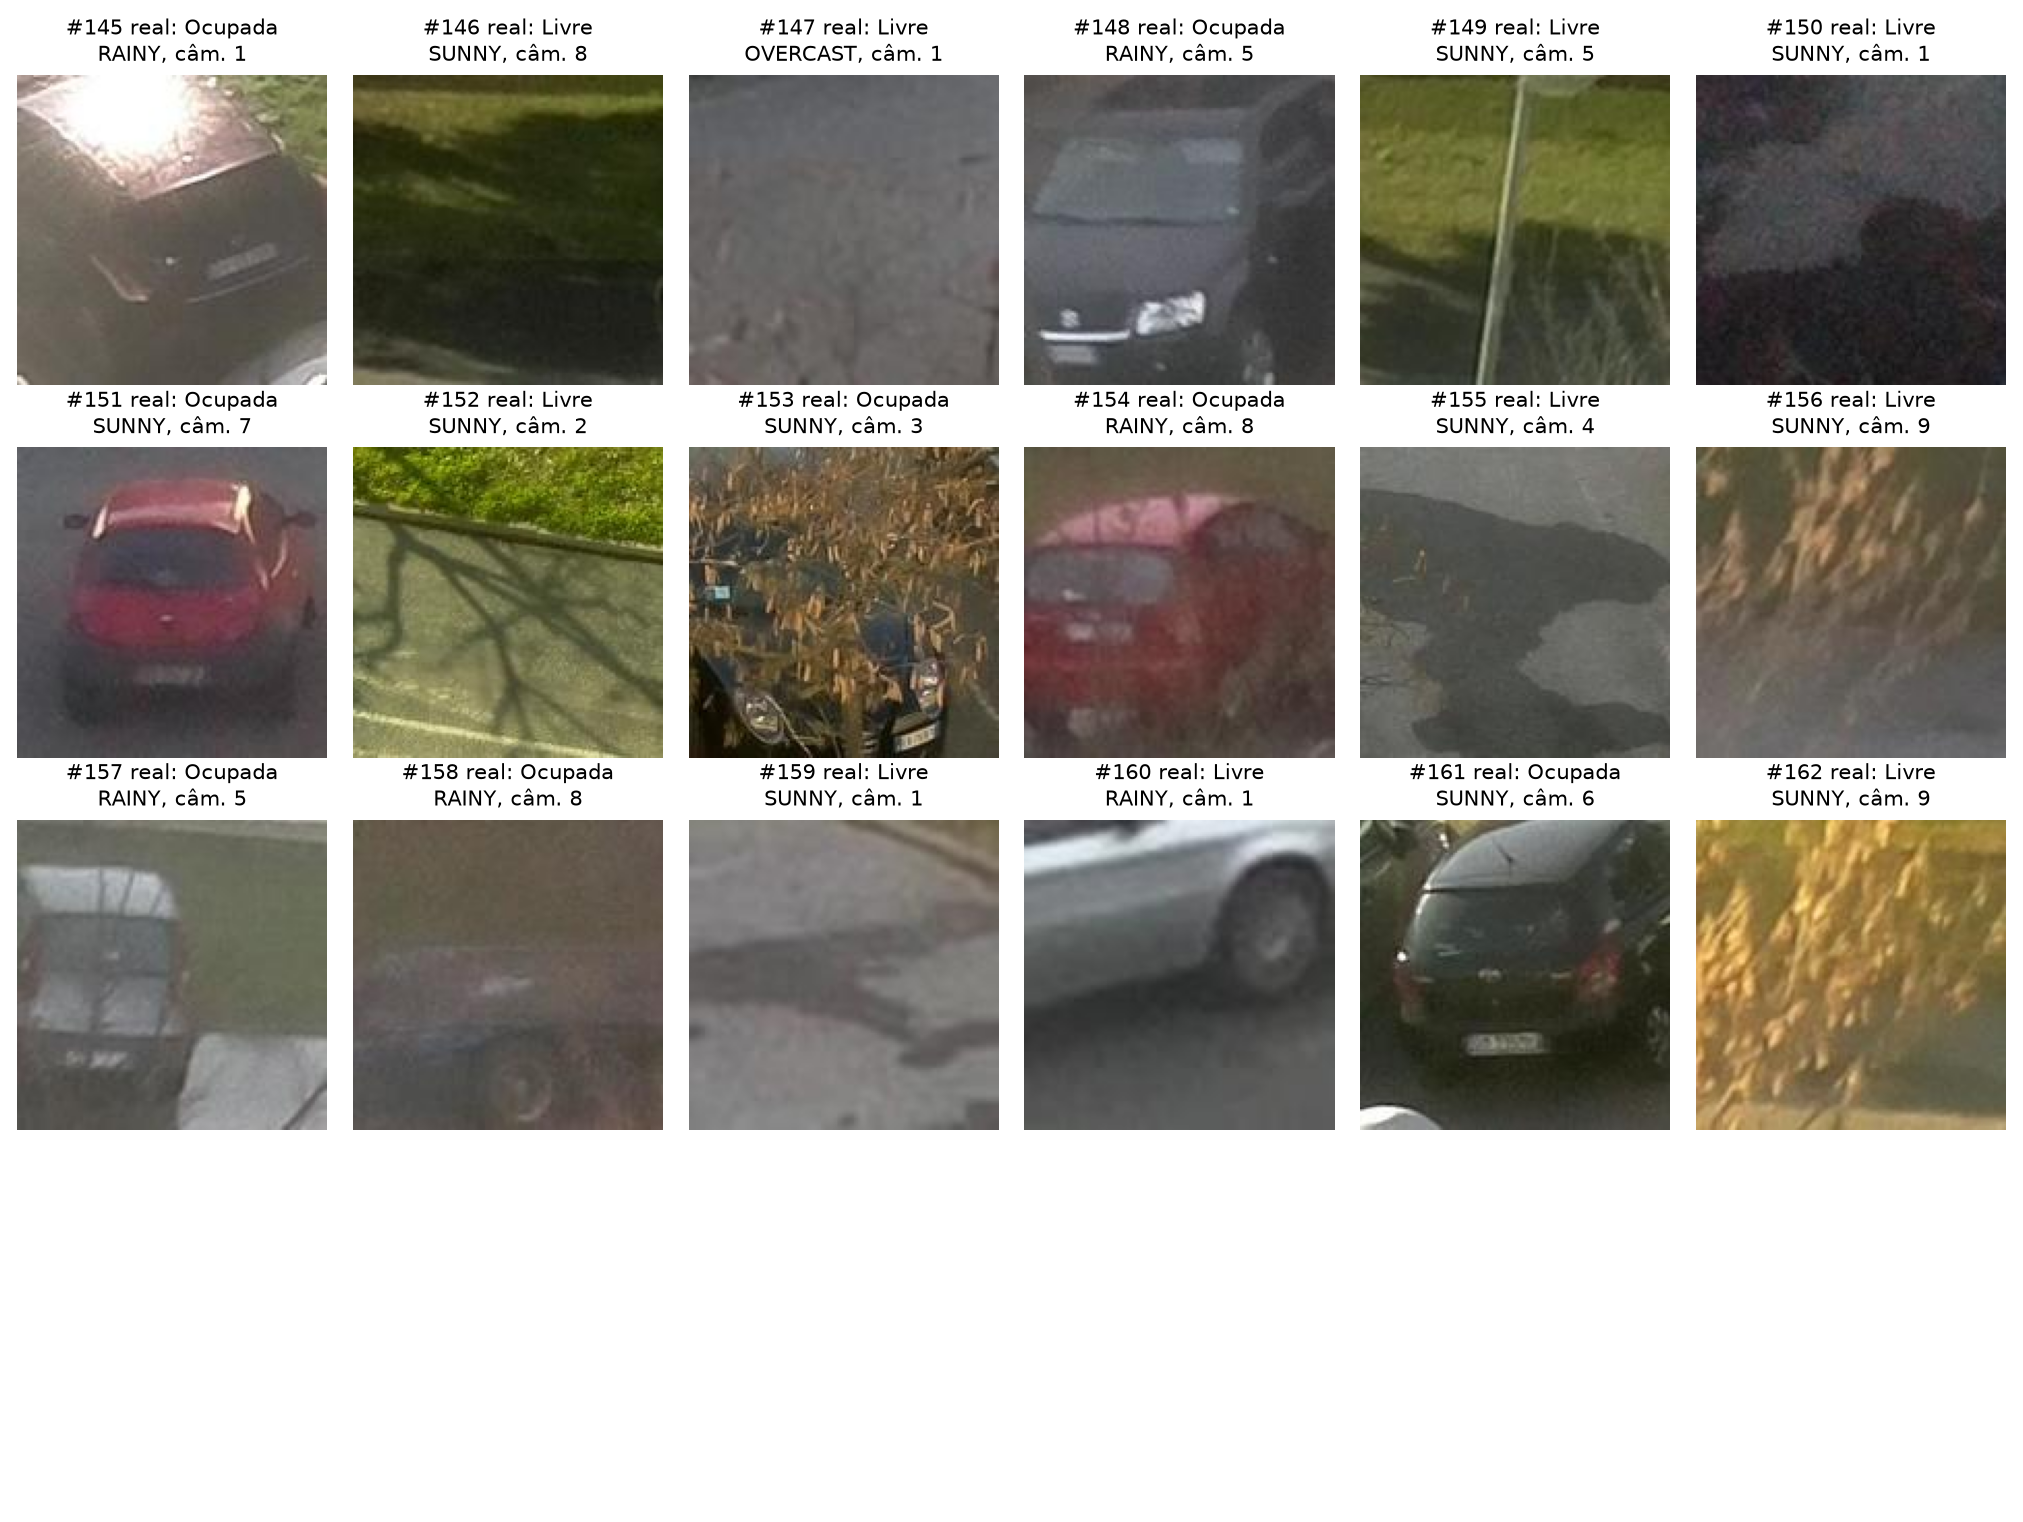 #145 real: Ocupada
RAINY, câm. 1
#146 real: Livre
SUNNY, câm. 8
#147 real: Livre
OVERCAST, câm. 1
#148 real: Ocupada
RAINY, câm. 5
#149 real: Livre
SUNNY, câm. 5
#150 real: Livre
SUNNY, câm. 1
#151 real: Ocupada
SUNNY, câm. 7
#152 real: Livre
SUNNY, câm. 2
#153 real: Ocupada
SUNNY, câm. 3
#154 real: Ocupada
RAINY, câm. 8
#155 real: Livre
SUNNY, câm. 4
#156 real: Livre
SUNNY, câm. 9
#157 real: Ocupada
RAINY, câm. 5
#158 real: Ocupada
RAINY, câm. 8
#159 real: Livre
SUNNY, câm. 1
#160 real: Livre
RAINY, câm. 1
#161 real: Ocupada
SUNNY, câm. 6
#162 real: Livre
SUNNY, câm. 9